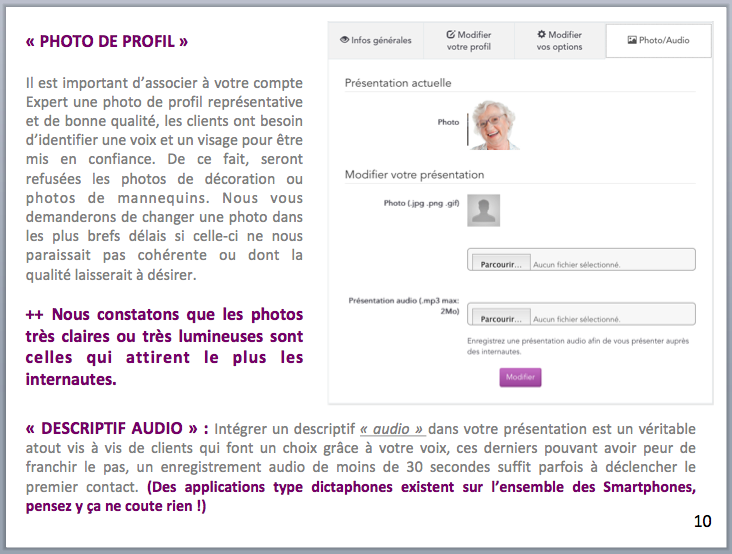 « PHOTO DE PROFIL »
Il est important d'associer à votre compte
Expert une photo de profil représentative
et de bonne qualité, les clients ont besoin
d'identifier une voix et un visage pour être
mis en confiance. De ce fait, seront
refusées les photos de décoration ou
photos de mannequins. Nous vous
demanderons de changer une photo dans
les plus brefs délais si celle-ci ne nous
paraissait pas cohérente ou dont la
qualité laisserait à désirer.
++ Nous constatons que les photos
très claires ou très lumineuses sont
celles qui attirent le plus les
internautes.
Infos générales
Modifier
votre profil
Modifier
vos options
Photo/Audio
Présentation actuelle
Photo
Modifier votre présentation
Photo (.jpg .png .gif)
Parcourir... Aucun fichier sélectionné.
Présentation audio (.mp3 max:
2Mo)
Parcourir... Aucun fichier sélectionné.
Enregistrez une présentation audio afin de vous présenter auprès
des internautes.
Modifier
« DESCRIPTIF AUDIO » : Intégrer un descriptif « audio » dans votre présentation est un véritable
atout vis à vis de clients qui font un choix grâce à votre voix, ces derniers pouvant avoir peur de
franchir le pas, un enregistrement audio de moins de 30 secondes suffit parfois à déclencher le
premier contact. (Des applications type dictaphones existent sur l'ensemble des Smartphones,
pensez y ça ne coute rien !)
10